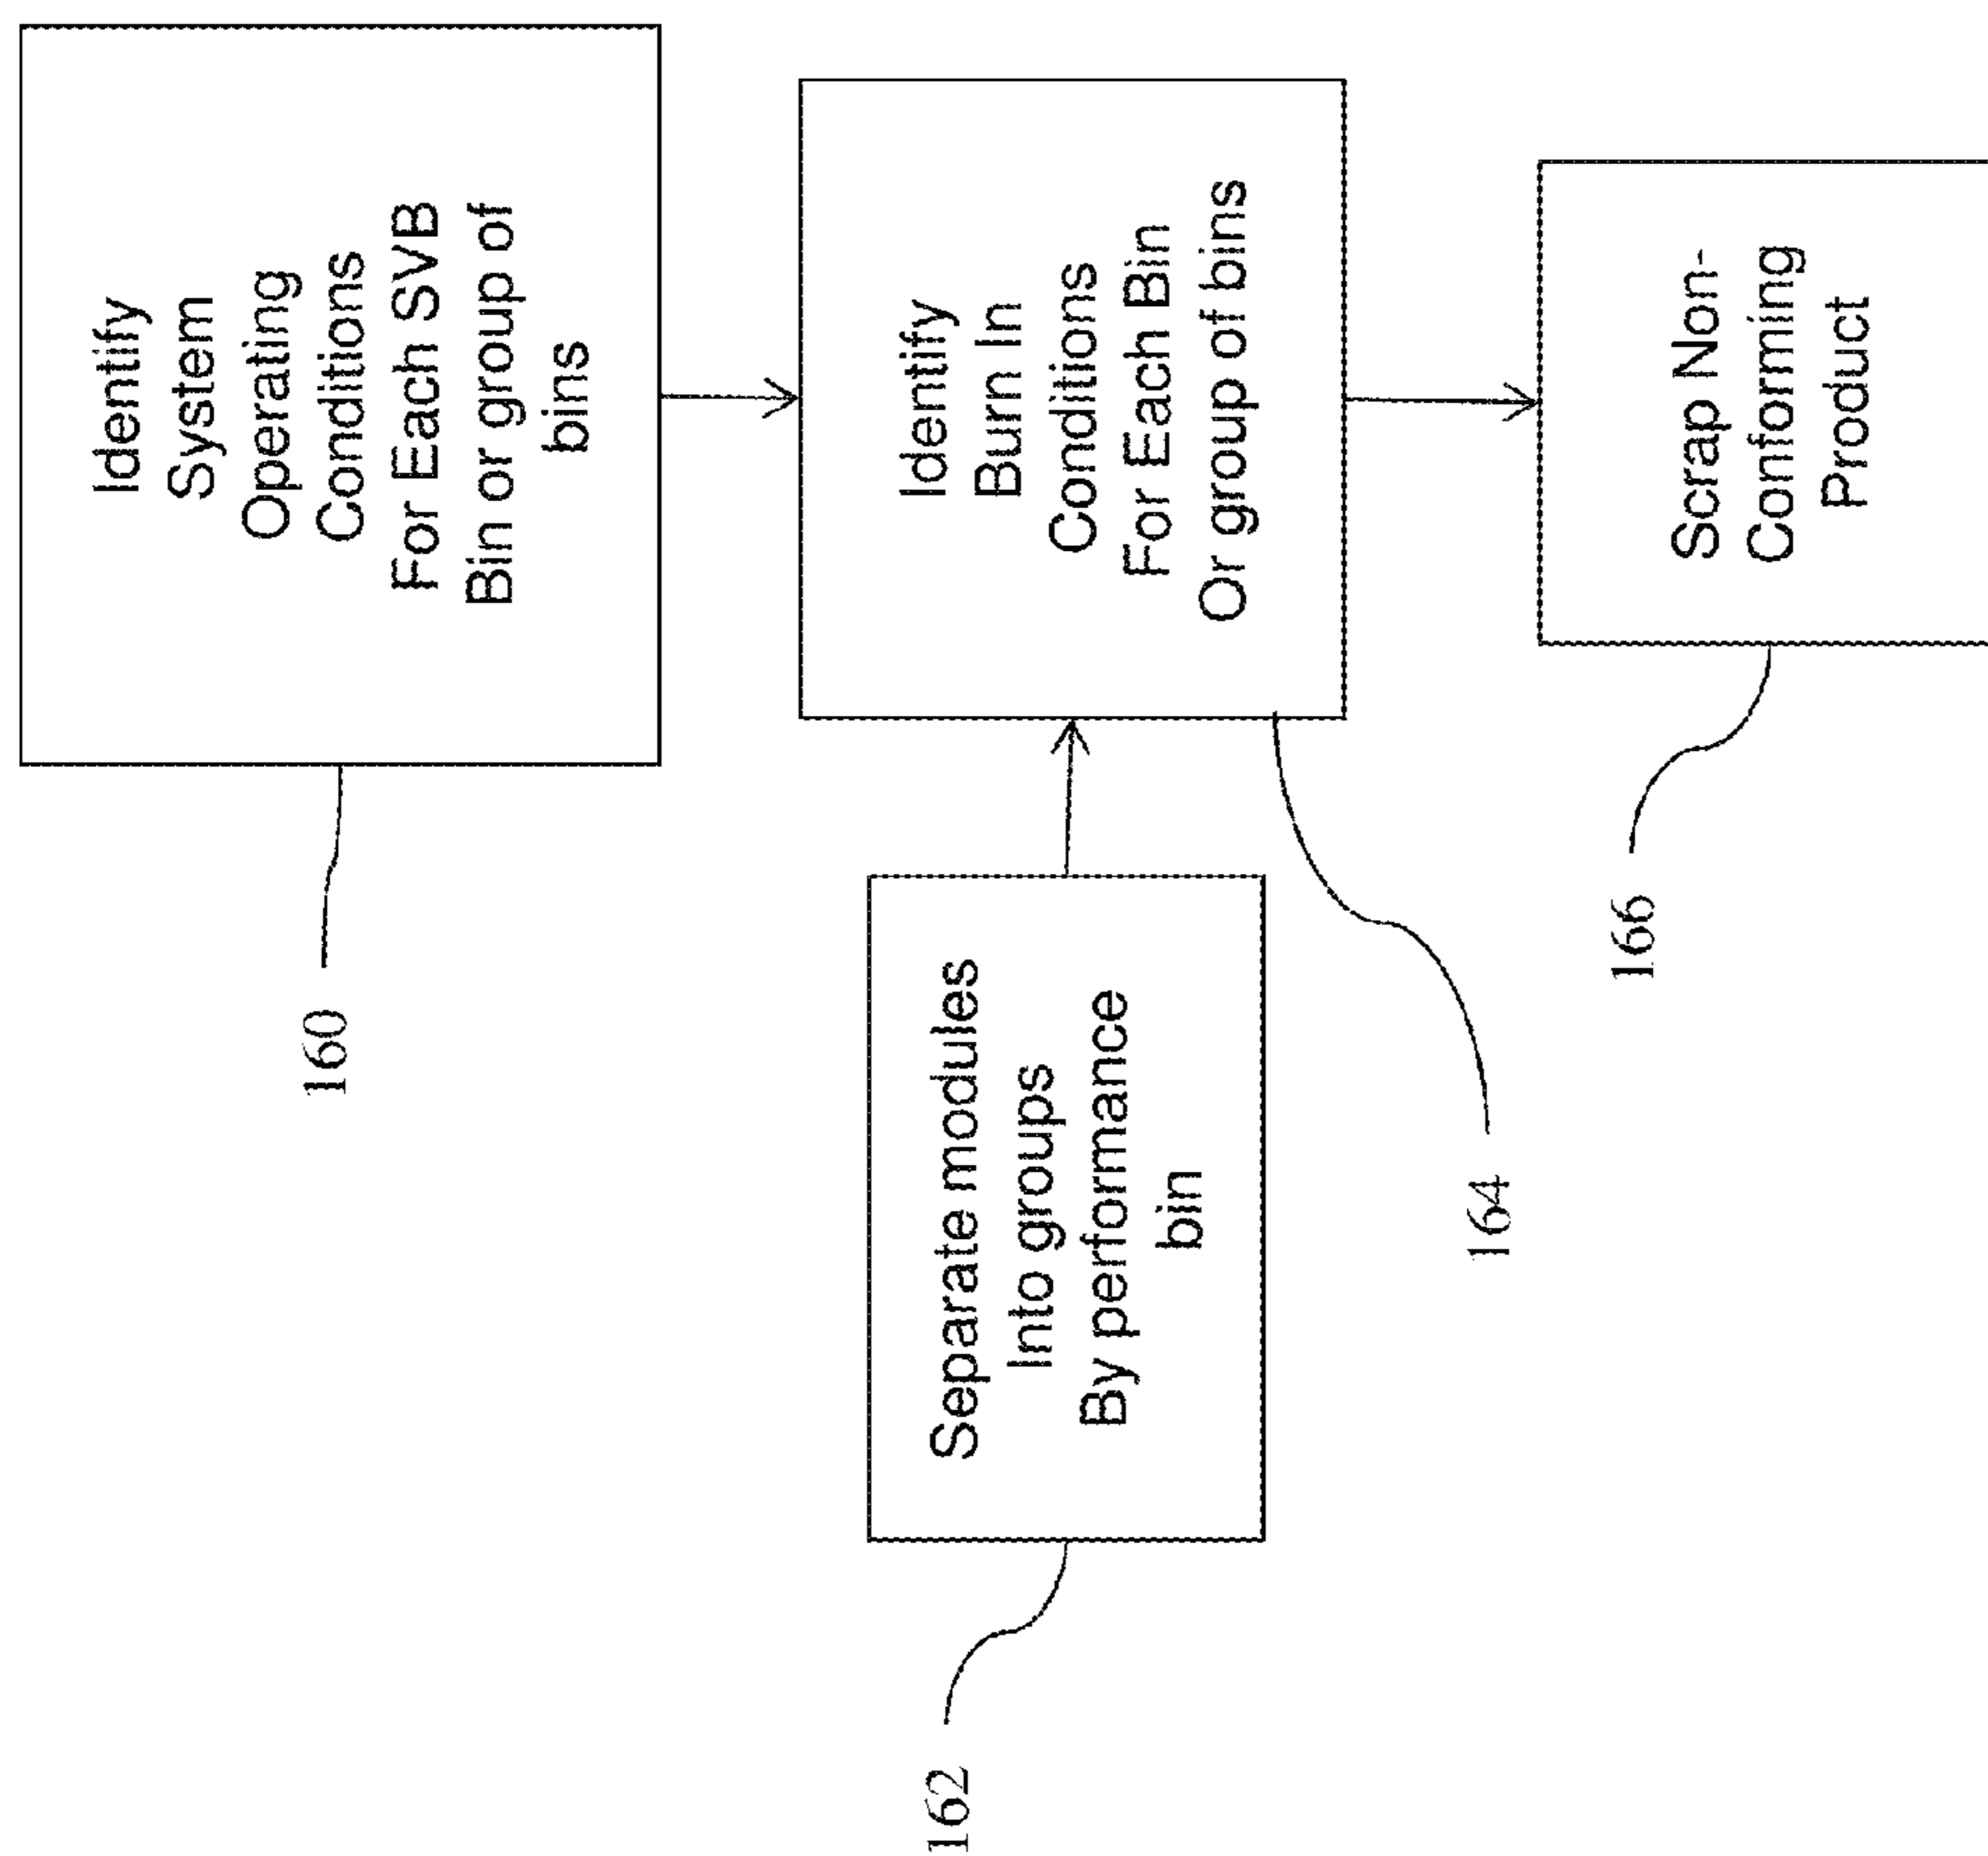 Identify
System
Operating
Conditions
For Each SVB
Bin or group of
bins
160
Separate modules
Into groups
By performance
bin
162
Identify
Burn In
Conditions
For Each Bin
Or group of bins
164
Scrap Non-
Conforming
Product
166